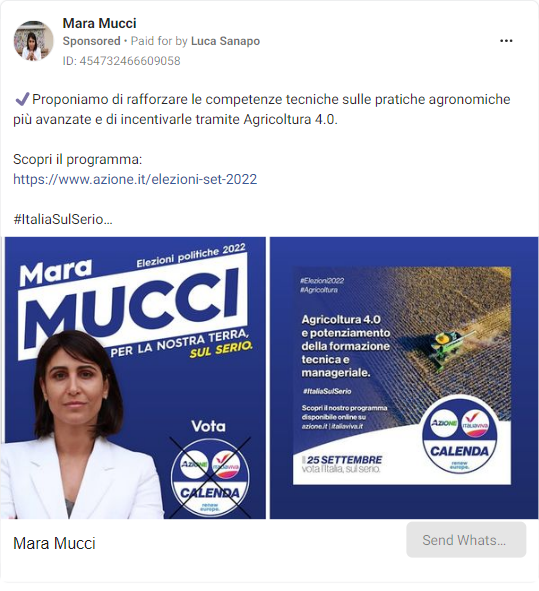 Mara Mucci
Sponsored • Paid for by Luca Sanapo
ID: 454732466609058
Proponiamo di rafforzare le competenze tecniche sulle pratiche agronomiche
più avanzate e di incentivarle tramite Agricoltura 4.0.
Scopri il programma:
https://www.azione.it/elezioni-set-2022
#ItaliaSulSerio…
Elezioni politiche 2022
Mara
MUCCI
PER LA NOSTRA TERRA,
SUL SERIO.
Vota
AZIONE
ITALIAVIVA
CALENDA
renew
europe.
#Elezioni2022
#Agricoltura
Agricoltura 4.0
e potenziamento
della formazione
tecnica e
manageriale.
#ItaliaSulSerio
Scopri il nostro programma
disponibile online su
azione.it | italiaviva.it
Il 25 SETTEMBRE
vota l'Italia, sul serio.
AZIONE
ITALIAVIVA
CALENDA
renew
europe.
Mara Mucci
Send Whats...